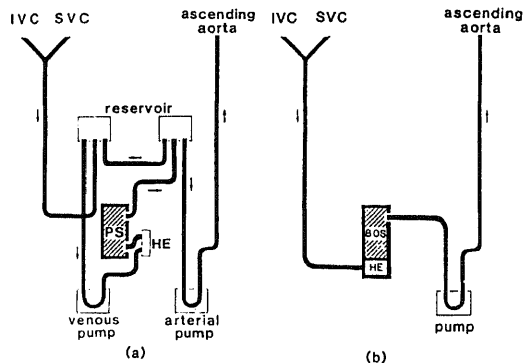 IVC SVC
ascending
aorta
reservoir
PS
HE
venous
pump
arterial
pump
(a)
IVC SVC
ascending
aorta
BOS
HE
pump
(b)